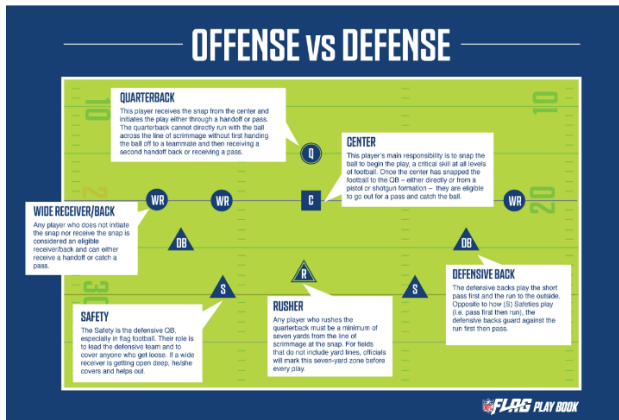 OFFENSE vs DEFENSE
QUARTERBACK
This player receives the snap from the center and
initiates the play either through a handoff or pass.
The quarterback cannot directly run with the ball
across the line of scrimmage without first handing
the ball off to a teammate and then receiving a
second handoff back or receiving a pass.
10
10
Q
CENTER
This player's main responsibility is to snap the ball
to begin the play, a critical skill at all levels
of football. Once the center has snapped the
football to the QB – either directly or from a
pistol or shotgun formation – they are eligible
to go out for a pass and catch the ball.
WR
WR
C
WR
20
20
WIDE RECEIVER/BACK
Any player who does not initiate
the snap nor receive the snap is
considered an eligible
receiver/back and can either
receive a handoff or catch a
pass.
DB
DB
DEFENSIVE BACK
The defensive backs play the short
pass first and the run to the outside.
Opposite to how (S) Safeties play
(i.e. pass first then run), the
defensive backs guard against the
run first then pass.
S
R
S
30
SAFETY
The Safety is the defensive QB,
especially in flag football. Their role is
to lead the defensive team and to
cover anyone who get loose. If a wide
receiver is getting open deep, he/she
covers and helps out.
RUSHER
Any player who rushes the
quarterback must be a minimum of
seven yards from the line of
scrimmage at the snap. For fields
that do not include yard lines, officials
will mark this seven-yard zone before
every play.
NFL FLAG PLAY BOOK